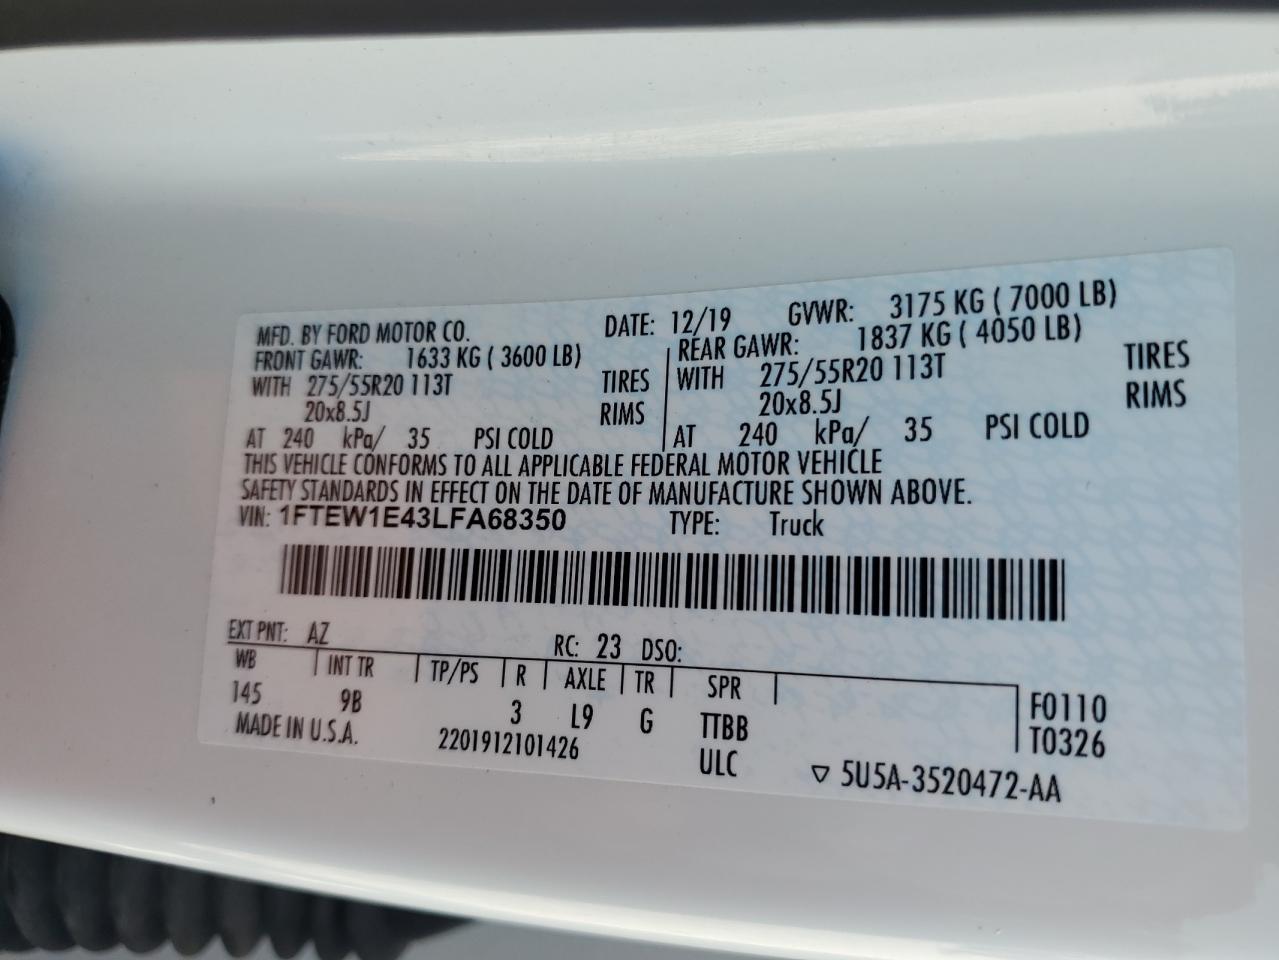 MFD. BY FORD MOTOR CO. DATE: 12/19 GVWR: 3175 KG ( 7000 LB)
FRONT GAWR: 1633 KG ( 3600 LB) REAR GAWR: 1837 KG ( 4050 LB)
WITH 275/55R20 113T TIRES WITH 275/55R20 113T TIRES
20x8.5J RIMS 20x8.5J RIMS
AT 240 kPa/ 35 PSI COLD AT 240 kPa/ 35 PSI COLD
THIS VEHICLE CONFORMS TO ALL APPLICABLE FEDERAL MOTOR VEHICLE
SAFETY STANDARDS IN EFFECT ON THE DATE OF MANUFACTURE SHOWN ABOVE.
VIN: 1FTEW1E43LFA68350 TYPE: Truck
EXT PNT: AZ RC: 23 DSO:
WB INT TR TP/PS R AXLE TR SPR
145 9B 3 L9 G TTBB F0110
MADE IN U.S.A. 2201912101426 ULC T0326
▽ 5U5A-3520472-AA